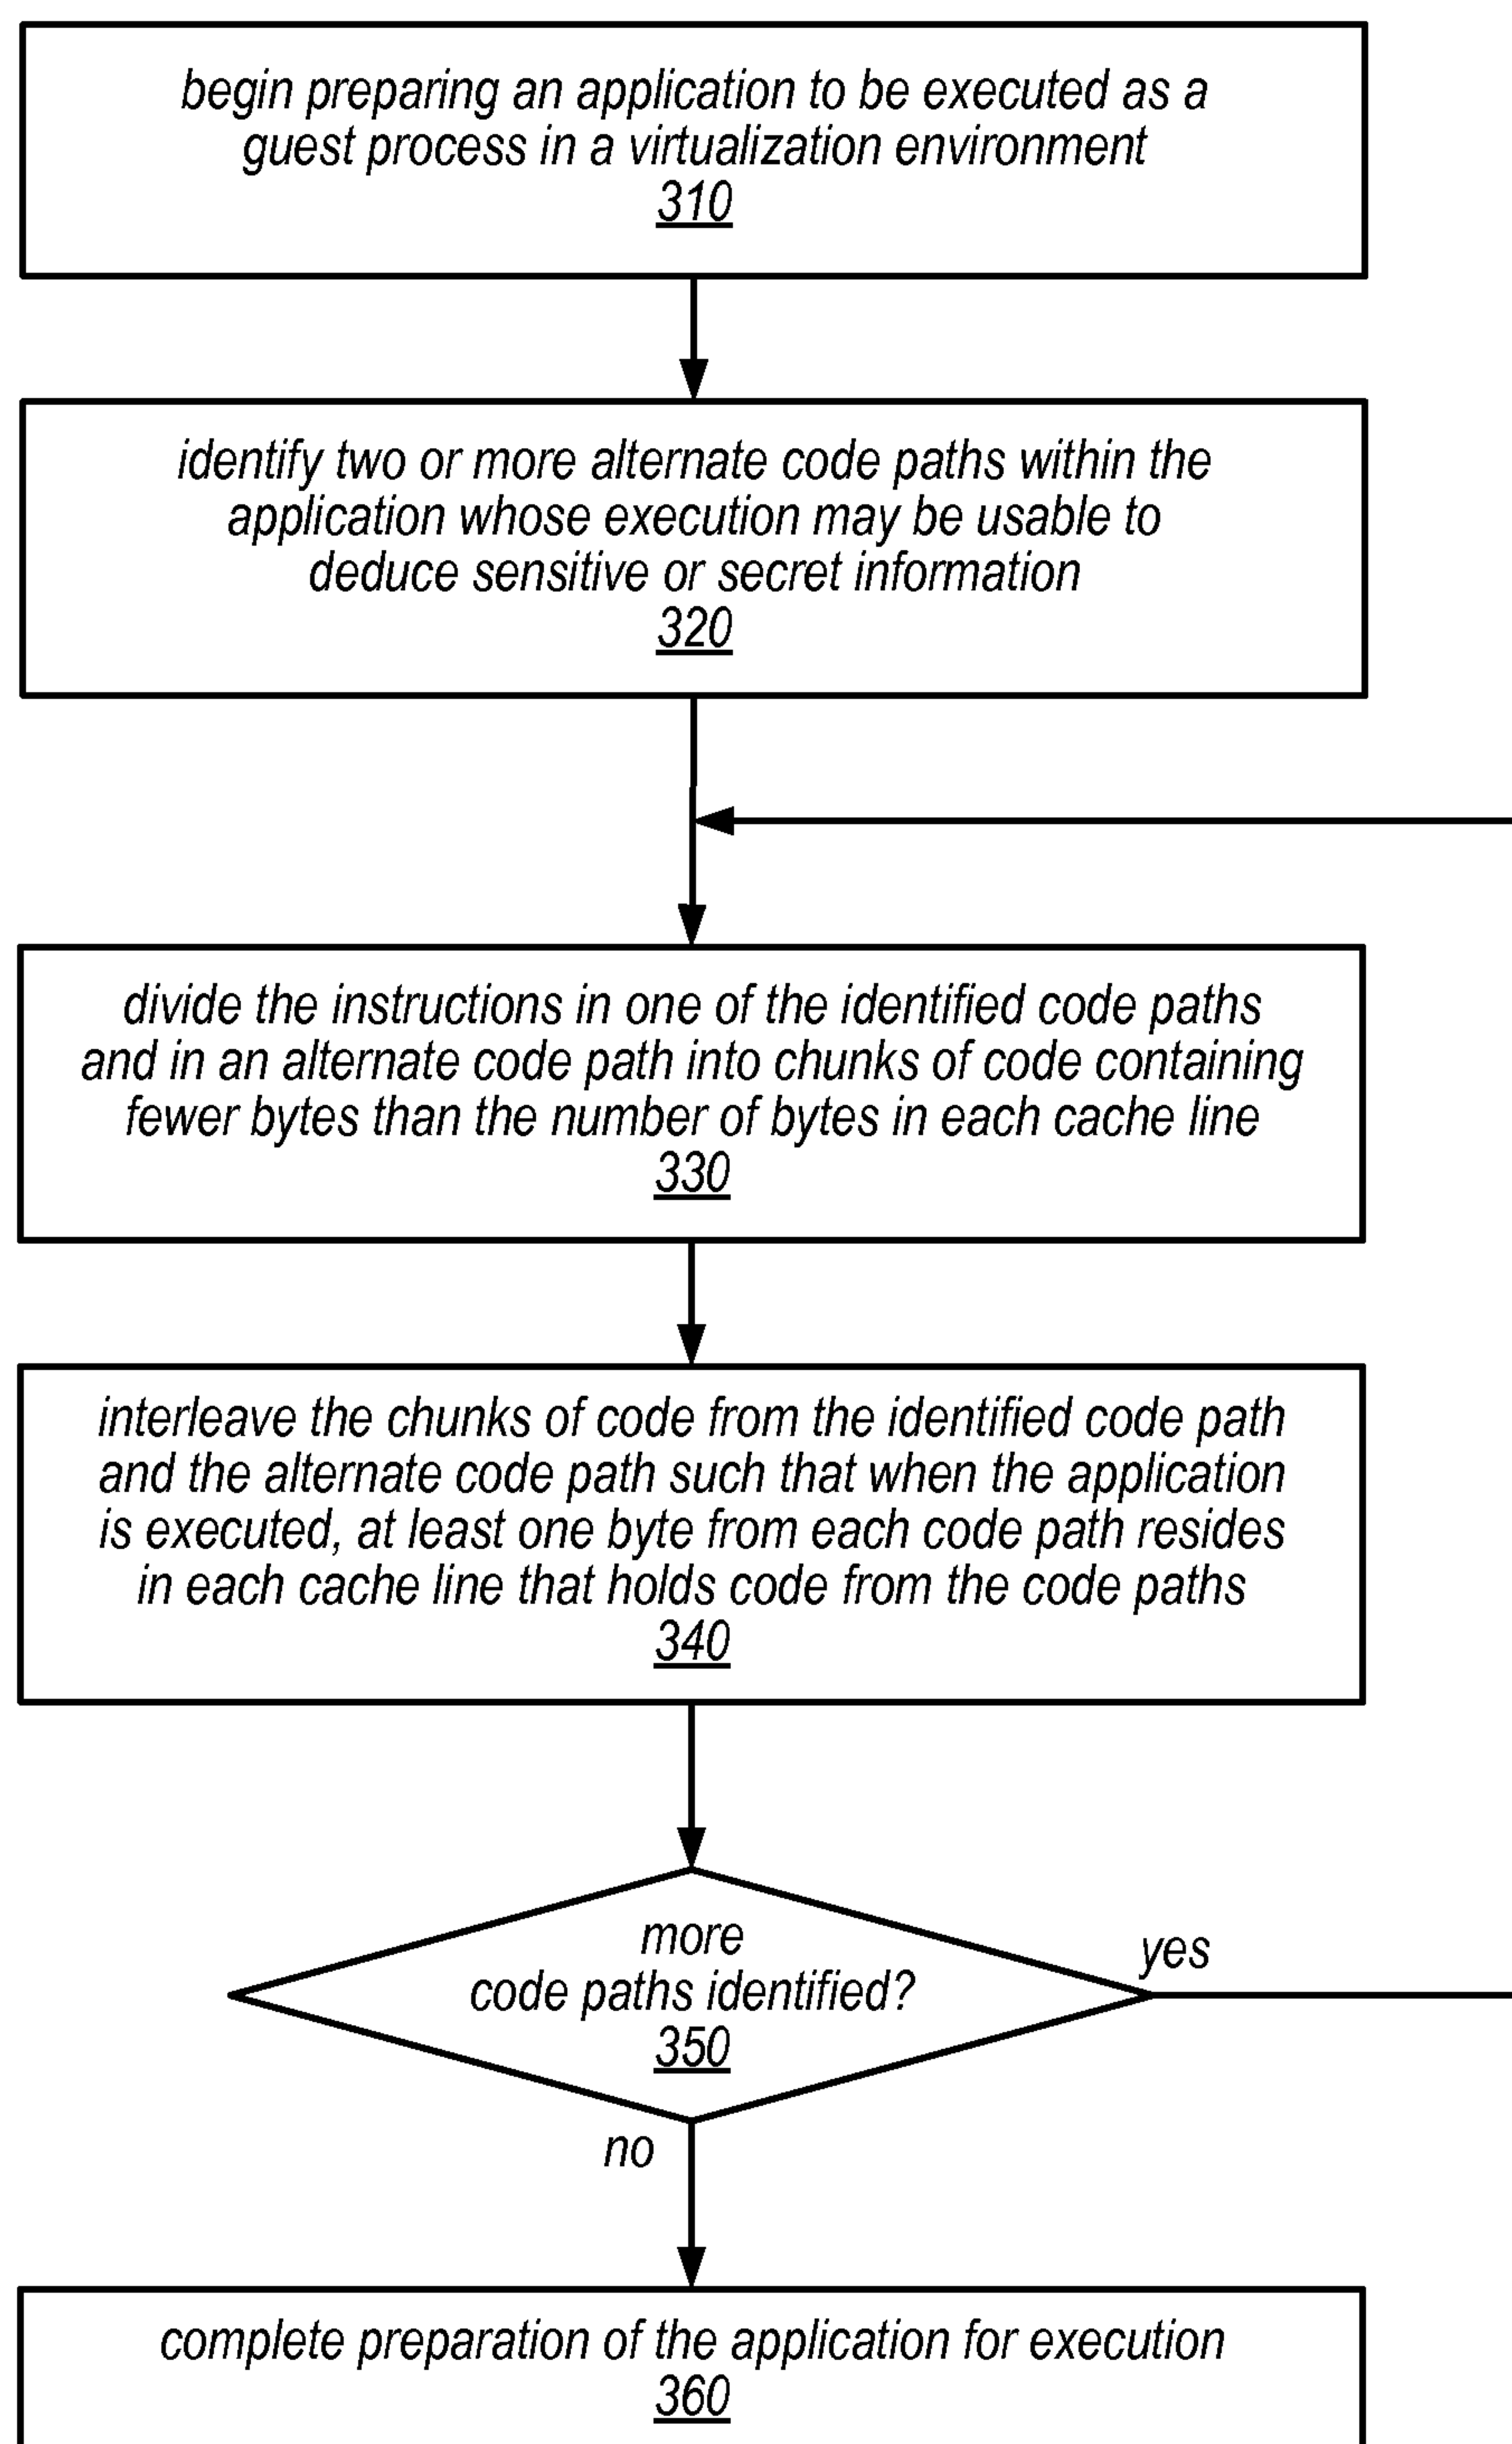 begin preparing an application to be executed as a
guest process in a virtualization environment
310
identify two or more alternate code paths within the
application whose execution may be usable to
deduce sensitive or secret information
320
divide the instructions in one of the identified code paths
and in an alternate code path into chunks of code containing
fewer bytes than the number of bytes in each cache line
330
interleave the chunks of code from the identified code path
and the alternate code path such that when the application
is executed, at least one byte from each code path resides
in each cache line that holds code from the code paths
340
more
code paths identified?
350
yes
no
complete preparation of the application for execution
360